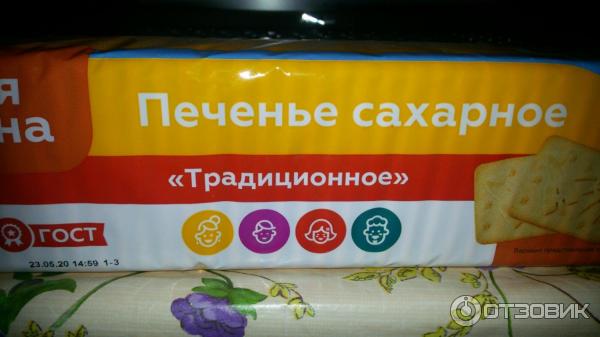 я
на
Печенье сахарное
«Традиционное»
ГОСТ
23.05.20 14:59 1-3
ОТЗОВИК